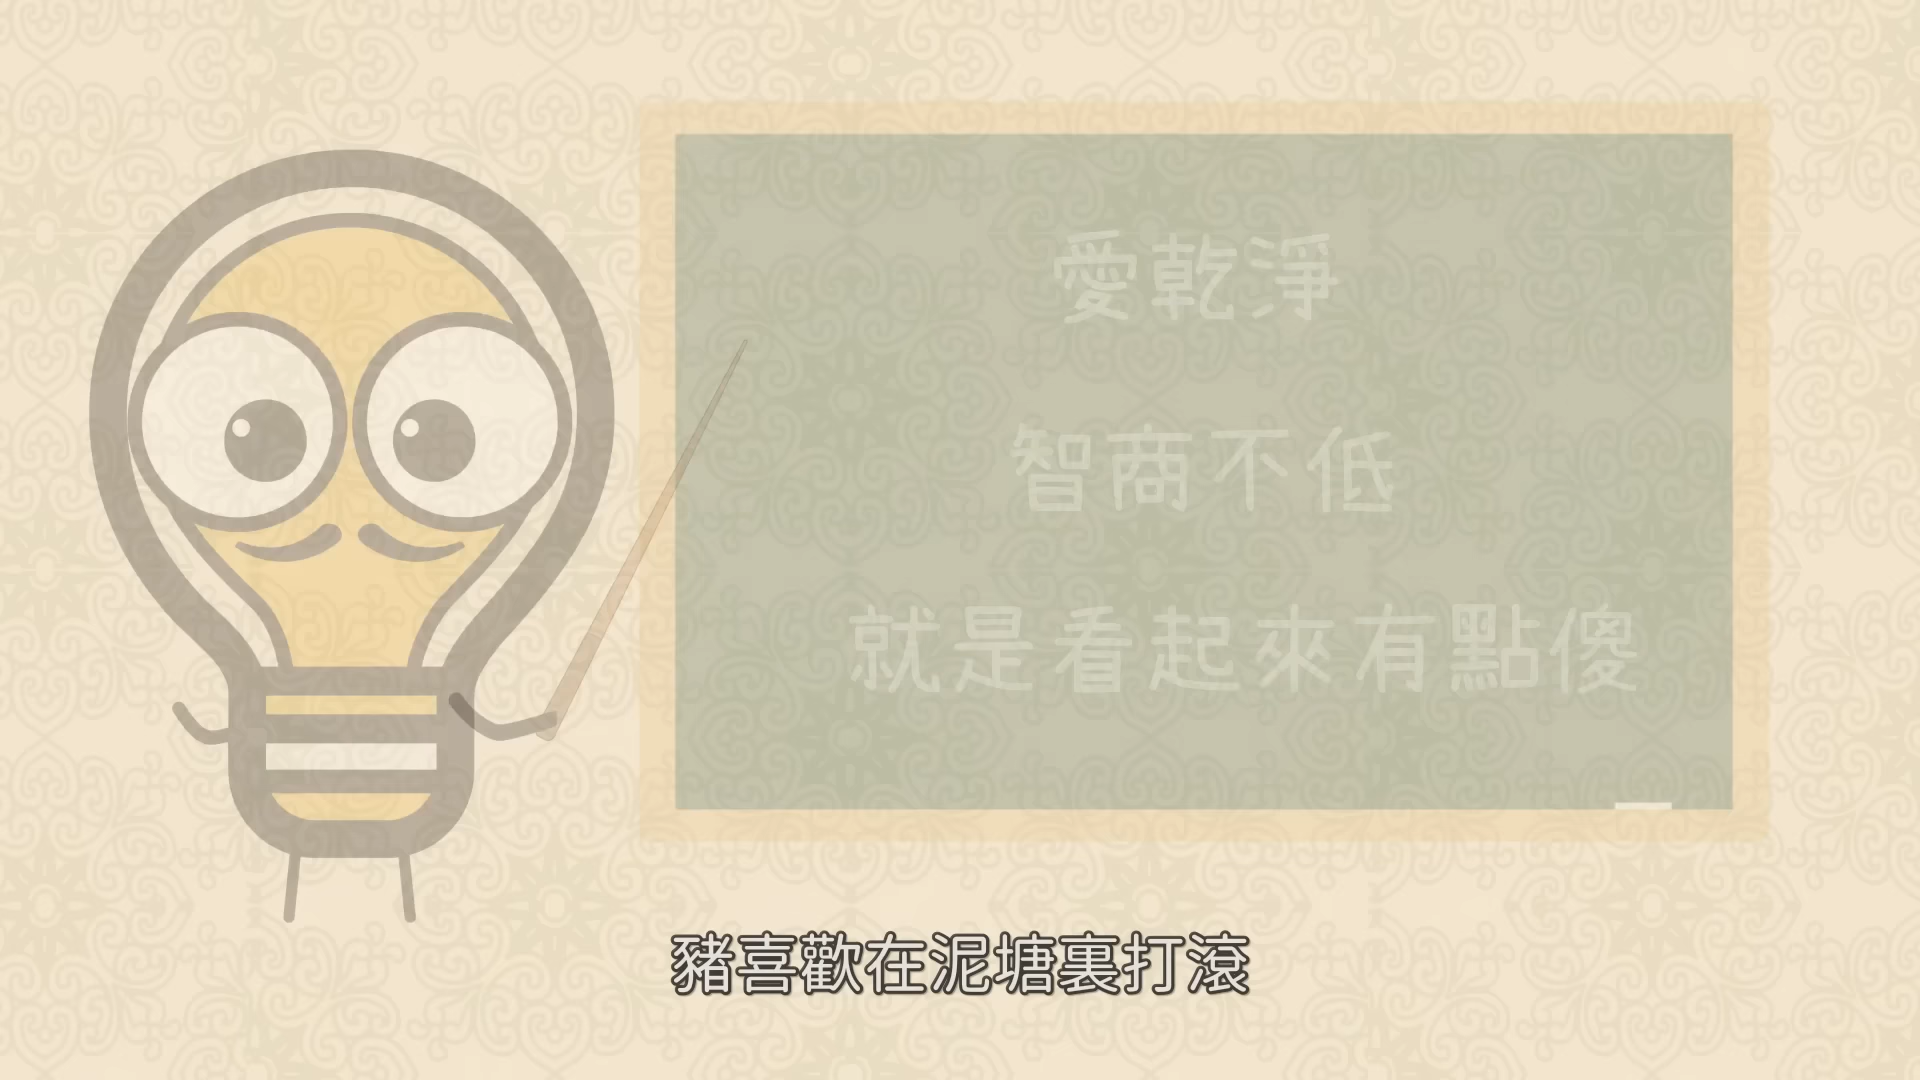 愛乾淨
智商不低
就是看起來有點傻
豬喜歡在泥塘裏打滾